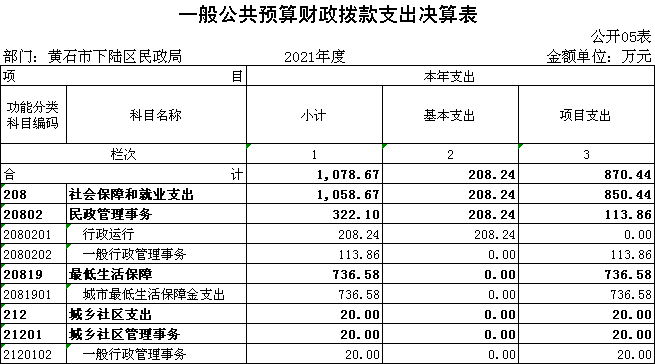 一般公共预算财政拨款支出决算表
公开05表
部门：黄石市下陆区民政局 2021年度 金额单位：万元
项 目 本年支出
功能分类科目编码 科目名称 小计 基本支出 项目支出
栏次 1 2 3
合 计 1,078.67 208.24 870.44
208 社会保障和就业支出 1,058.67 208.24 850.44
20802 民政管理事务 322.10 208.24 113.86
2080201 行政运行 208.24 208.24 0.00
2080202 一般行政管理事务 113.86 0.00 113.86
20819 最低生活保障 736.58 0.00 736.58
2081901 城市最低生活保障金支出 736.58 0.00 736.58
212 城乡社区支出 20.00 0.00 20.00
21201 城乡社区管理事务 20.00 0.00 20.00
2120102 一般行政管理事务 20.00 0.00 20.00